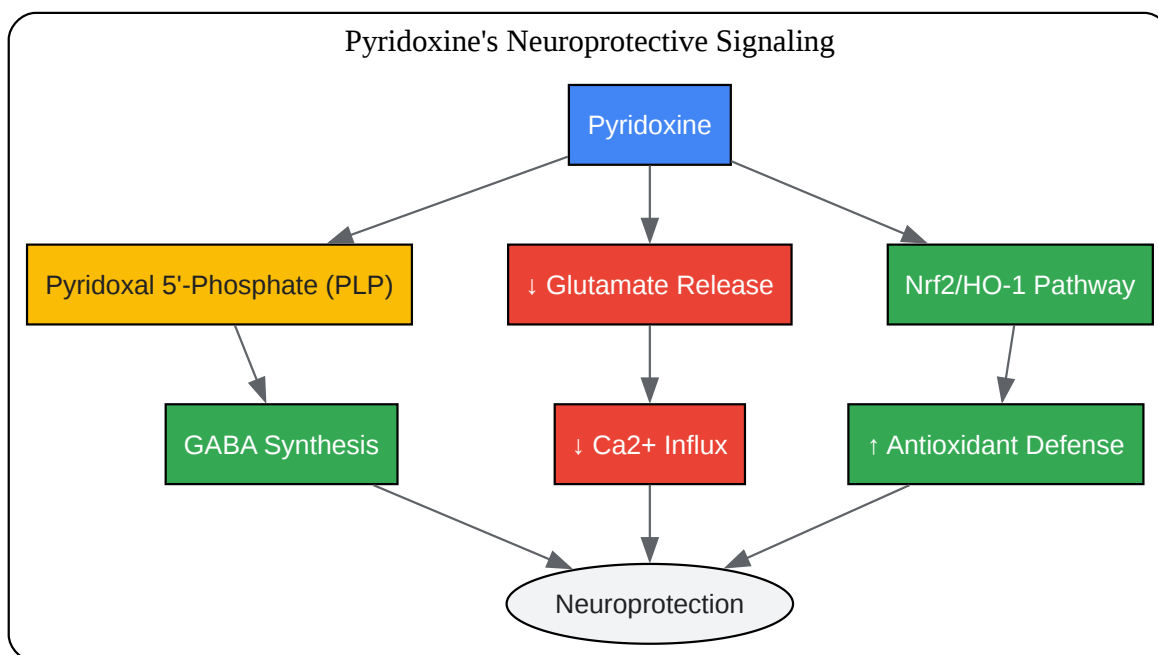 Pyridoxine's Neuroprotective Signaling
Pyridoxine
Pyridoxal 5'-Phosphate (PLP)
↓ Glutamate Release
Nrf2/HO-1 Pathway
GABA Synthesis
↓ Ca2+ Influx
↑ Antioxidant Defense
Neuroprotection